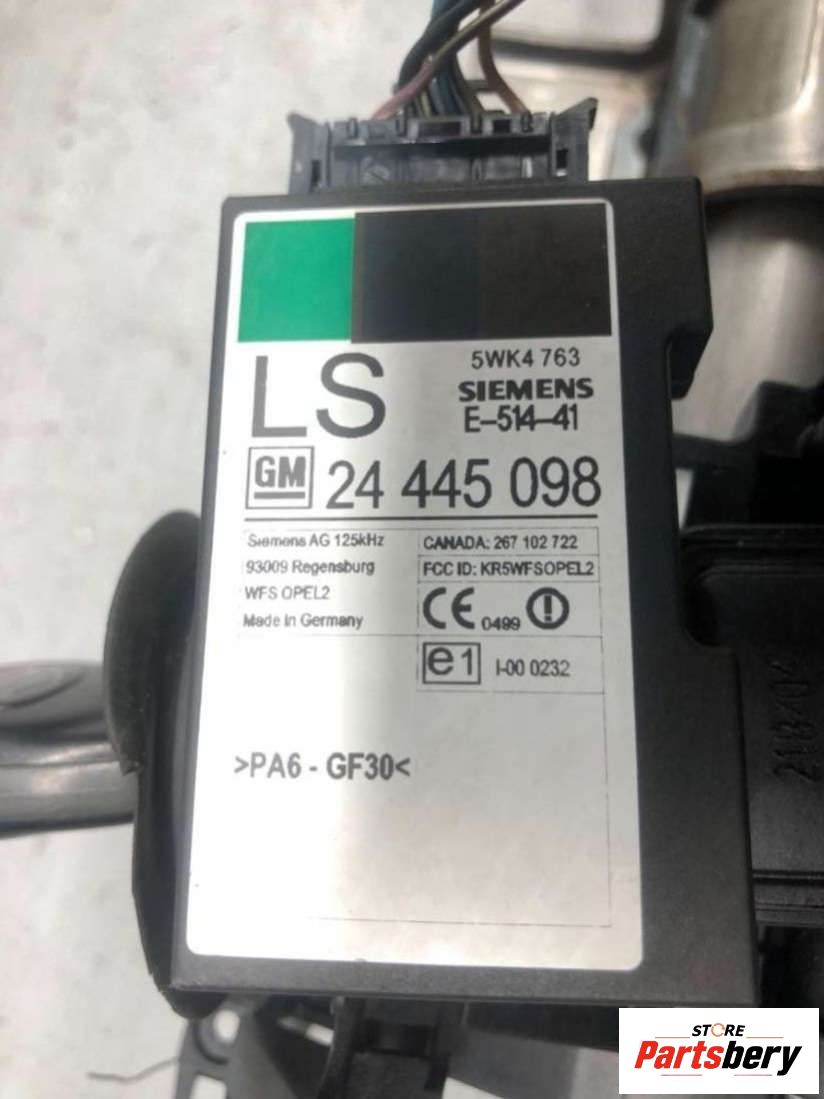 5WK4 763
LS
SIEMENS
E-514-41
GM 24 445 098
Siemens AG 125kHz
CANADA: 267 102 722
93009 Regensburg
FCC ID: KR5WFSOPEL2
WFS OPEL2
CE 0499
Made in Germany
e1 I-00 0232
>PA6 - GF30<
STORE
Partsbery